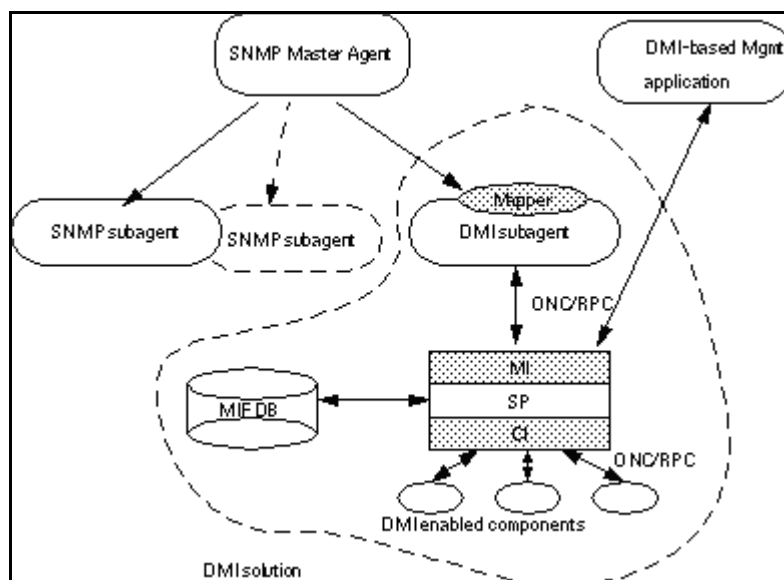 SNMP Master Agent
DMI-based Mgmt
application
Mapper
SNMP subagent
SNMP subagent
DMI subagent
ONC/RPC
MI
MIF DB
SP
CI
ONC/RPC
DMI enabled components
DMI solution